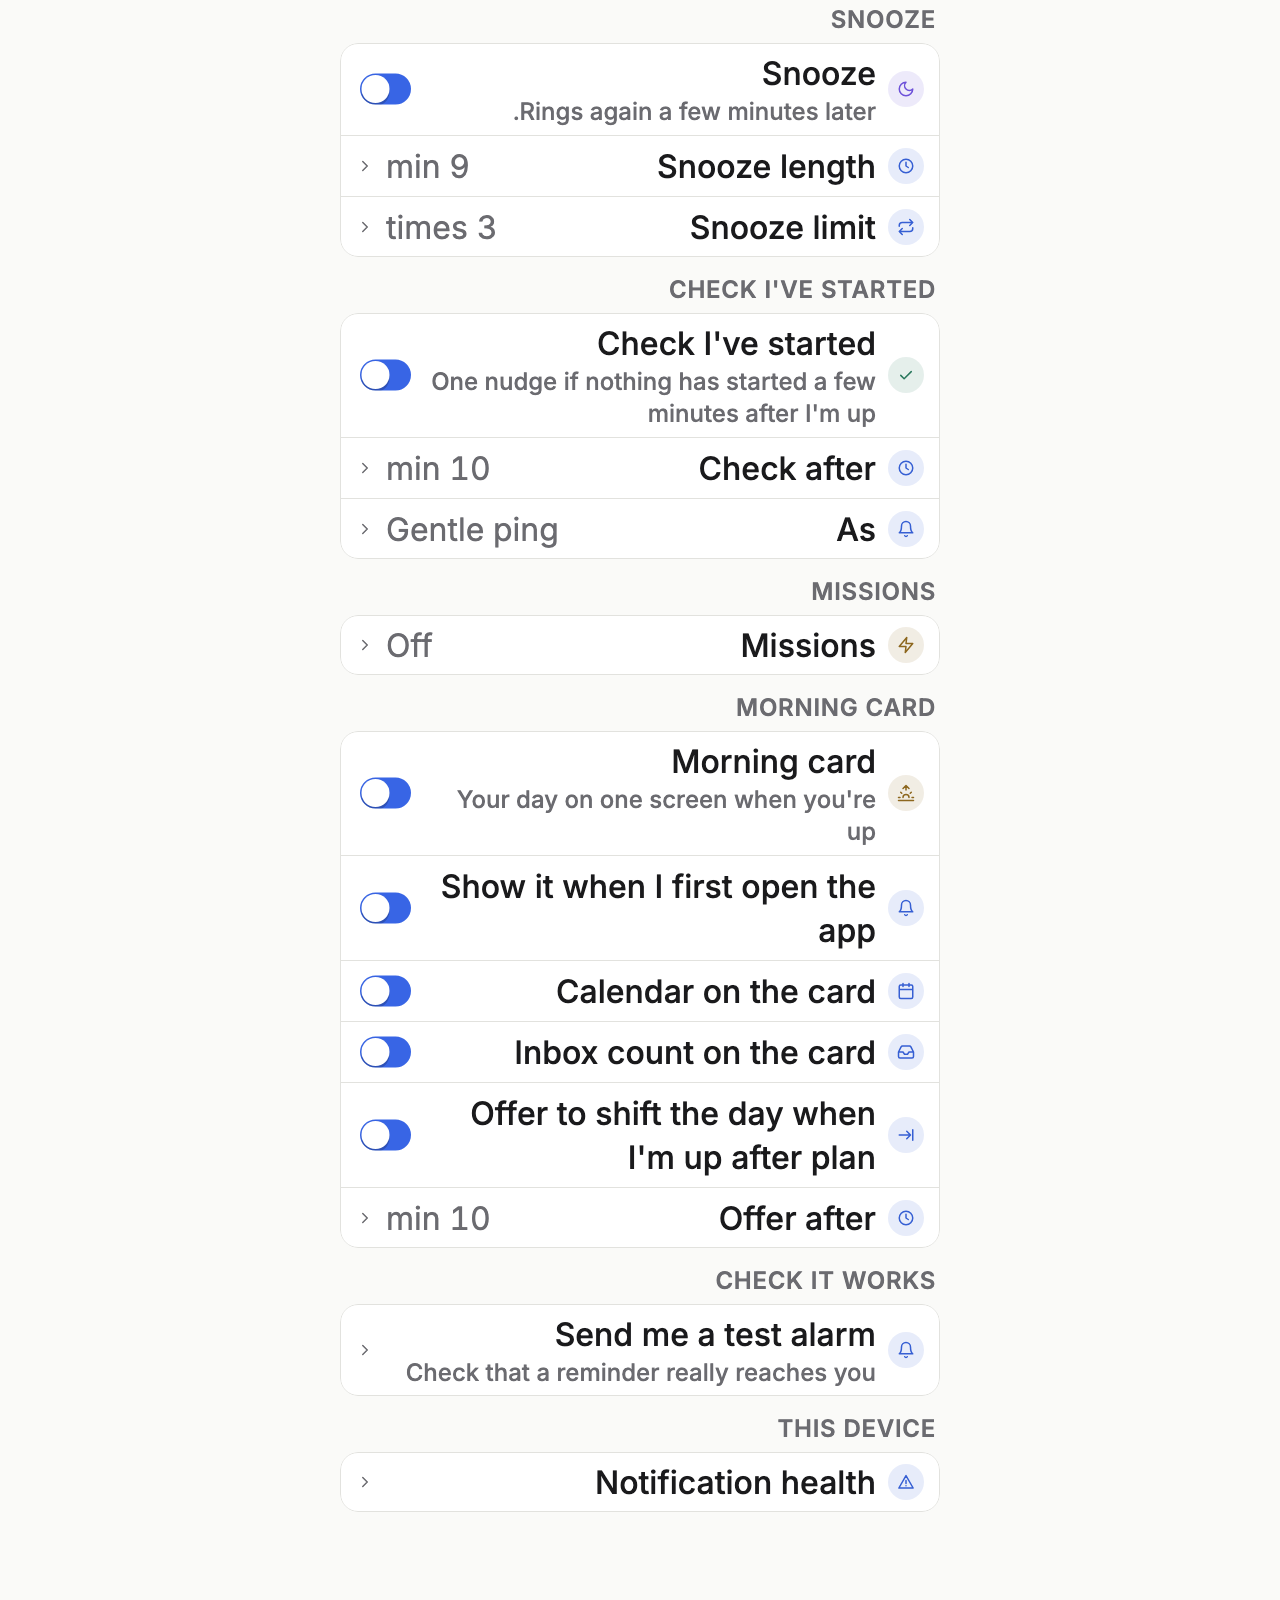 SNOOZE
Snooze
.Rings again a few minutes later
Snooze length
min 9
Snooze limit
times 3
CHECK I'VE STARTED
Check I've started
One nudge if nothing has started a few
minutes after I'm up
Check after
min 10
As
Gentle ping
MISSIONS
Missions
Off
MORNING CARD
Morning card
Your day on one screen when you're
up
Show it when I first open the
app
Calendar on the card
Inbox count on the card
Offer to shift the day when
I'm up after plan
Offer after
min 10
CHECK IT WORKS
Send me a test alarm
Check that a reminder really reaches you
THIS DEVICE
Notification health